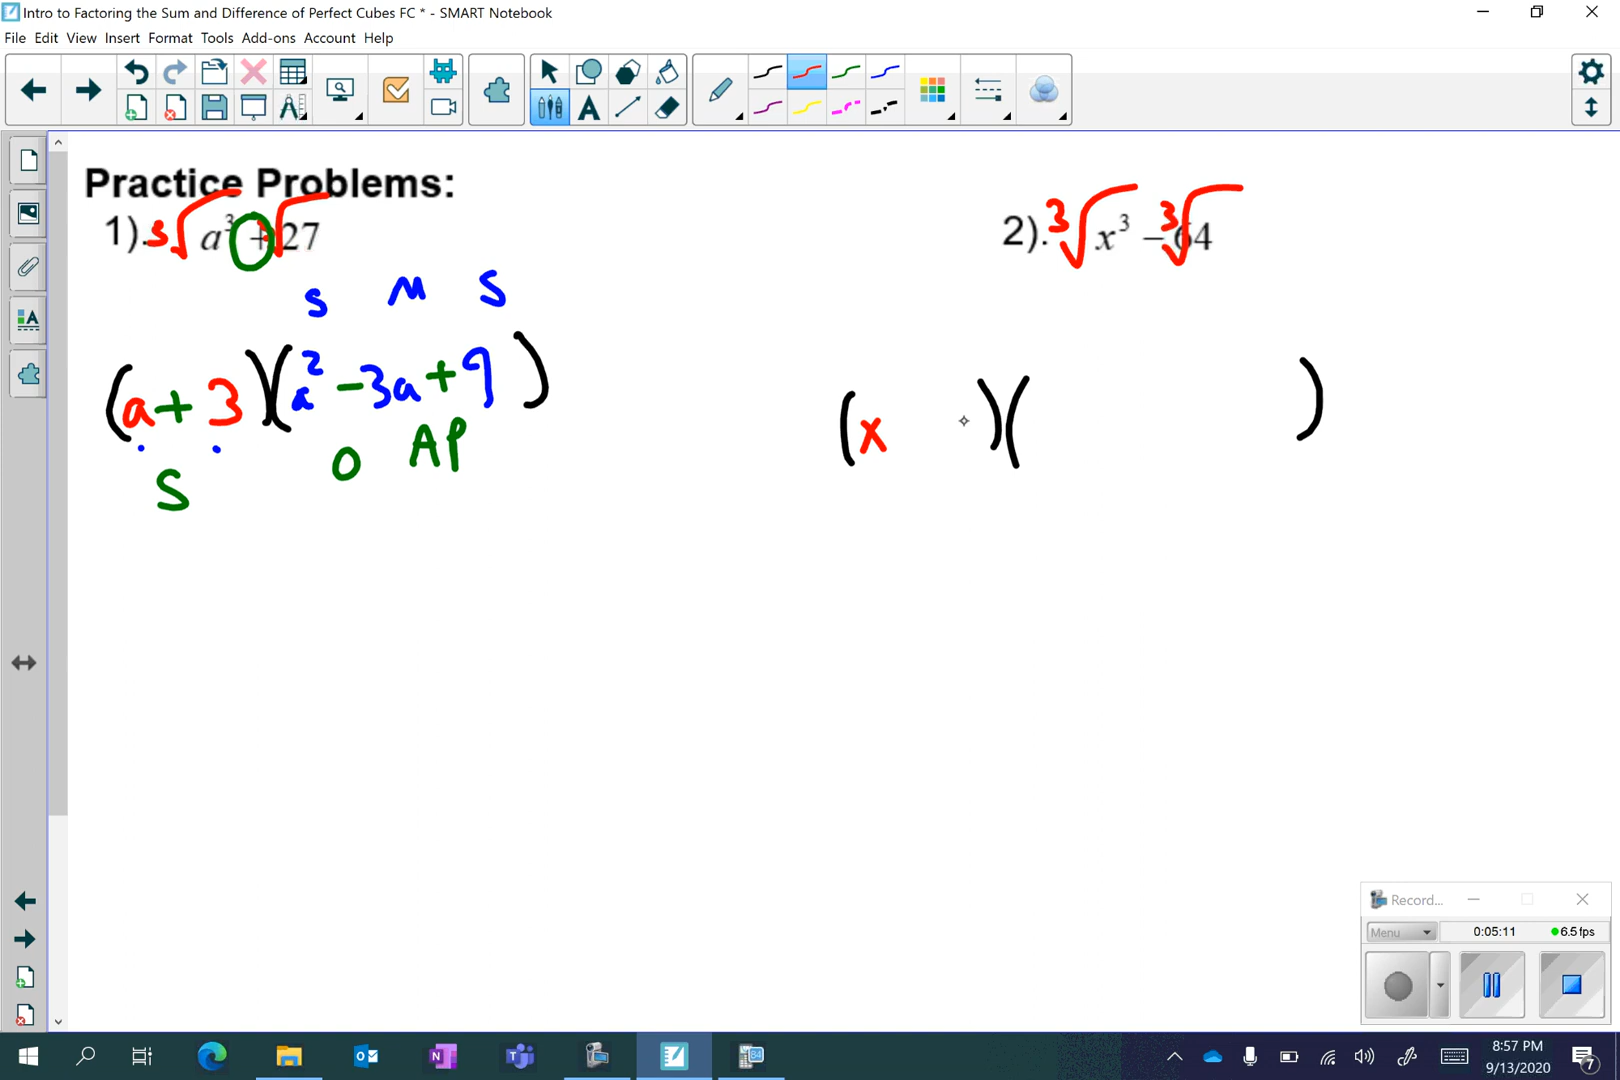 Intro to Factoring the Sum and Difference of Perfect Cubes FC * - SMART Notebook
File Edit View Insert Format Tools Add-ons Account Help
Practice Problems:
1). ³√a³ + ³√27
2). ³√x³ - ³√64
S M S
(a + 3)(a² - 3a + 9)
S O AP
(x )( )
Record...
Menu 0:05:11 6.5fps
8:57 PM
9/13/2020
7